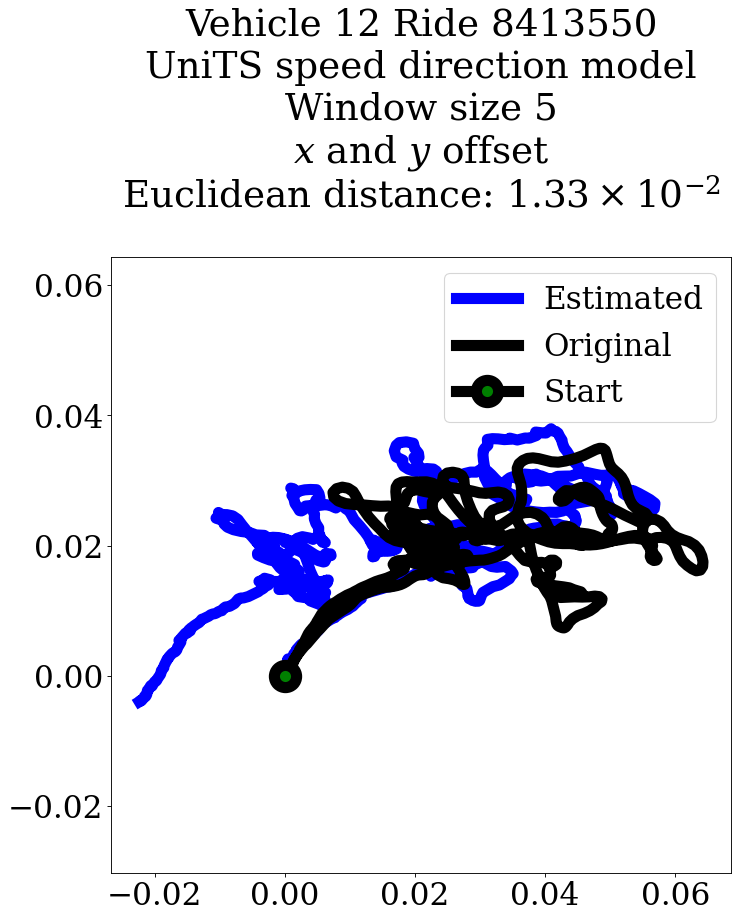 Vehicle 12 Ride 8413550
UniTS speed direction model
Window size 5
x and y offset
Euclidean distance: 1.33 × 10⁻²
Estimated
Original
Start
0.06
0.04
0.02
0.00
−0.02
−0.02 0.00 0.02 0.04 0.06